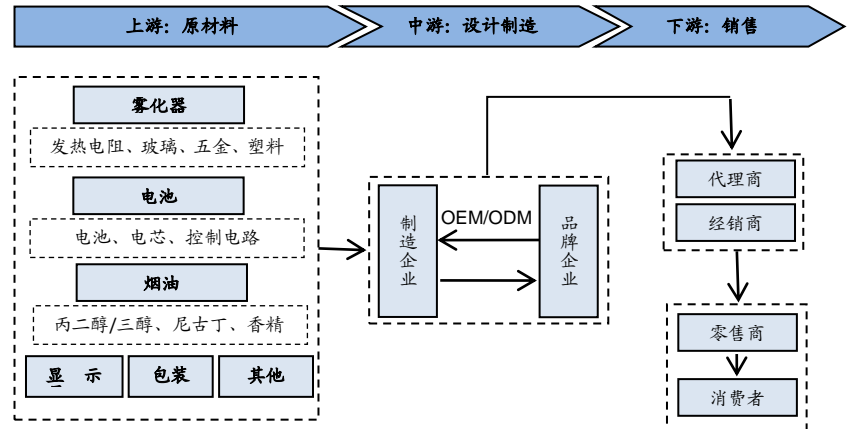 上游：原材料
中游：设计制造
下游：销售
雾化器
发热电阻、玻璃、五金、塑料
电池
电池、电芯、控制电路
烟油
丙二醇/三醇、尼古丁、香精
显 示
包装
其他
制造企业
OEM/ODM
品牌企业
代理商
经销商
零售商
消费者